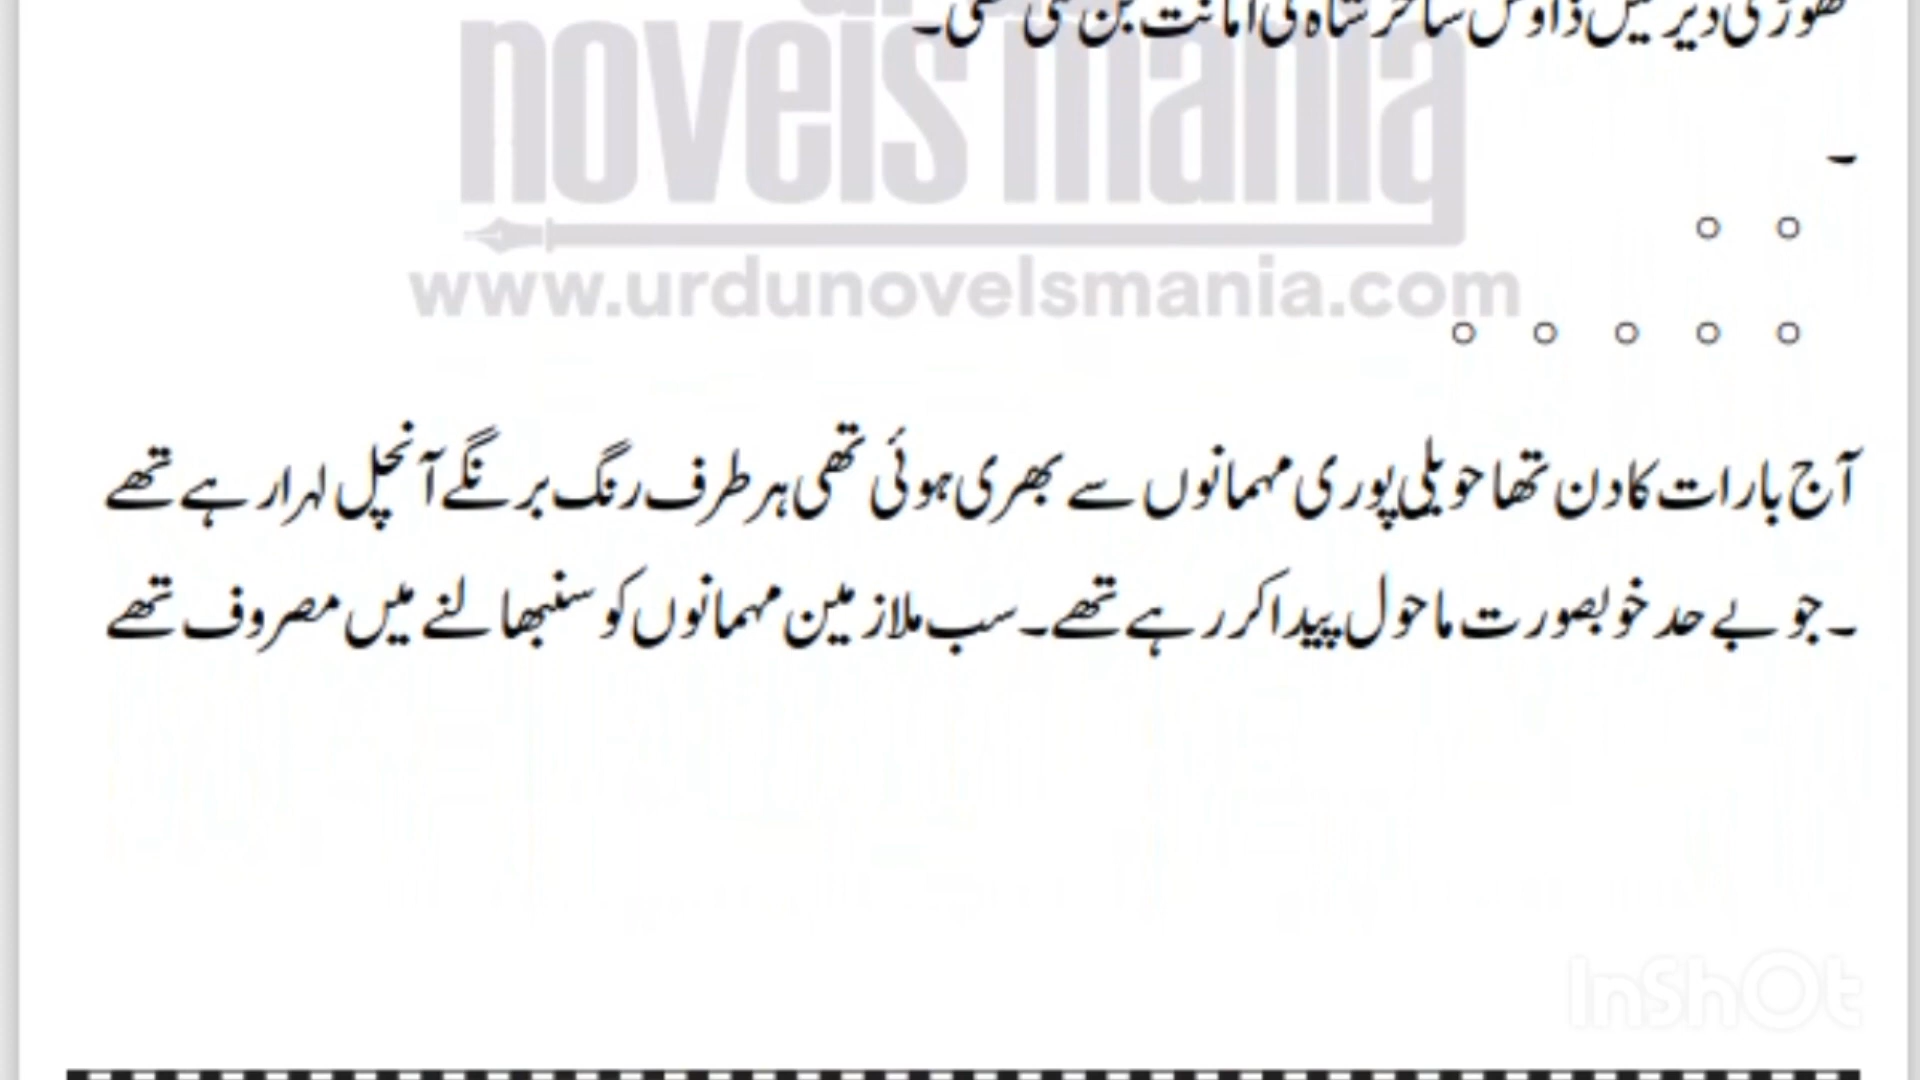 تھوڑی دیر میں ذاوش ساحر شاہ کی امانت بن گئی تھی۔
novels mania
www.urdunovelsmania.com
۔
○ ○
○ ○ ○ ○ ○
آج بارات کا دن تھا حویلی پوری مہمانوں سے بھری ہوئی تھی ہر طرف رنگ برنگے آنچل لہرا رہے تھے
۔ جو بے حد خوبصورت ماحول پیدا کر رہے تھے۔ سب ملازمین مہمانوں کو سنبھالنے میں مصروف تھے
InShOt